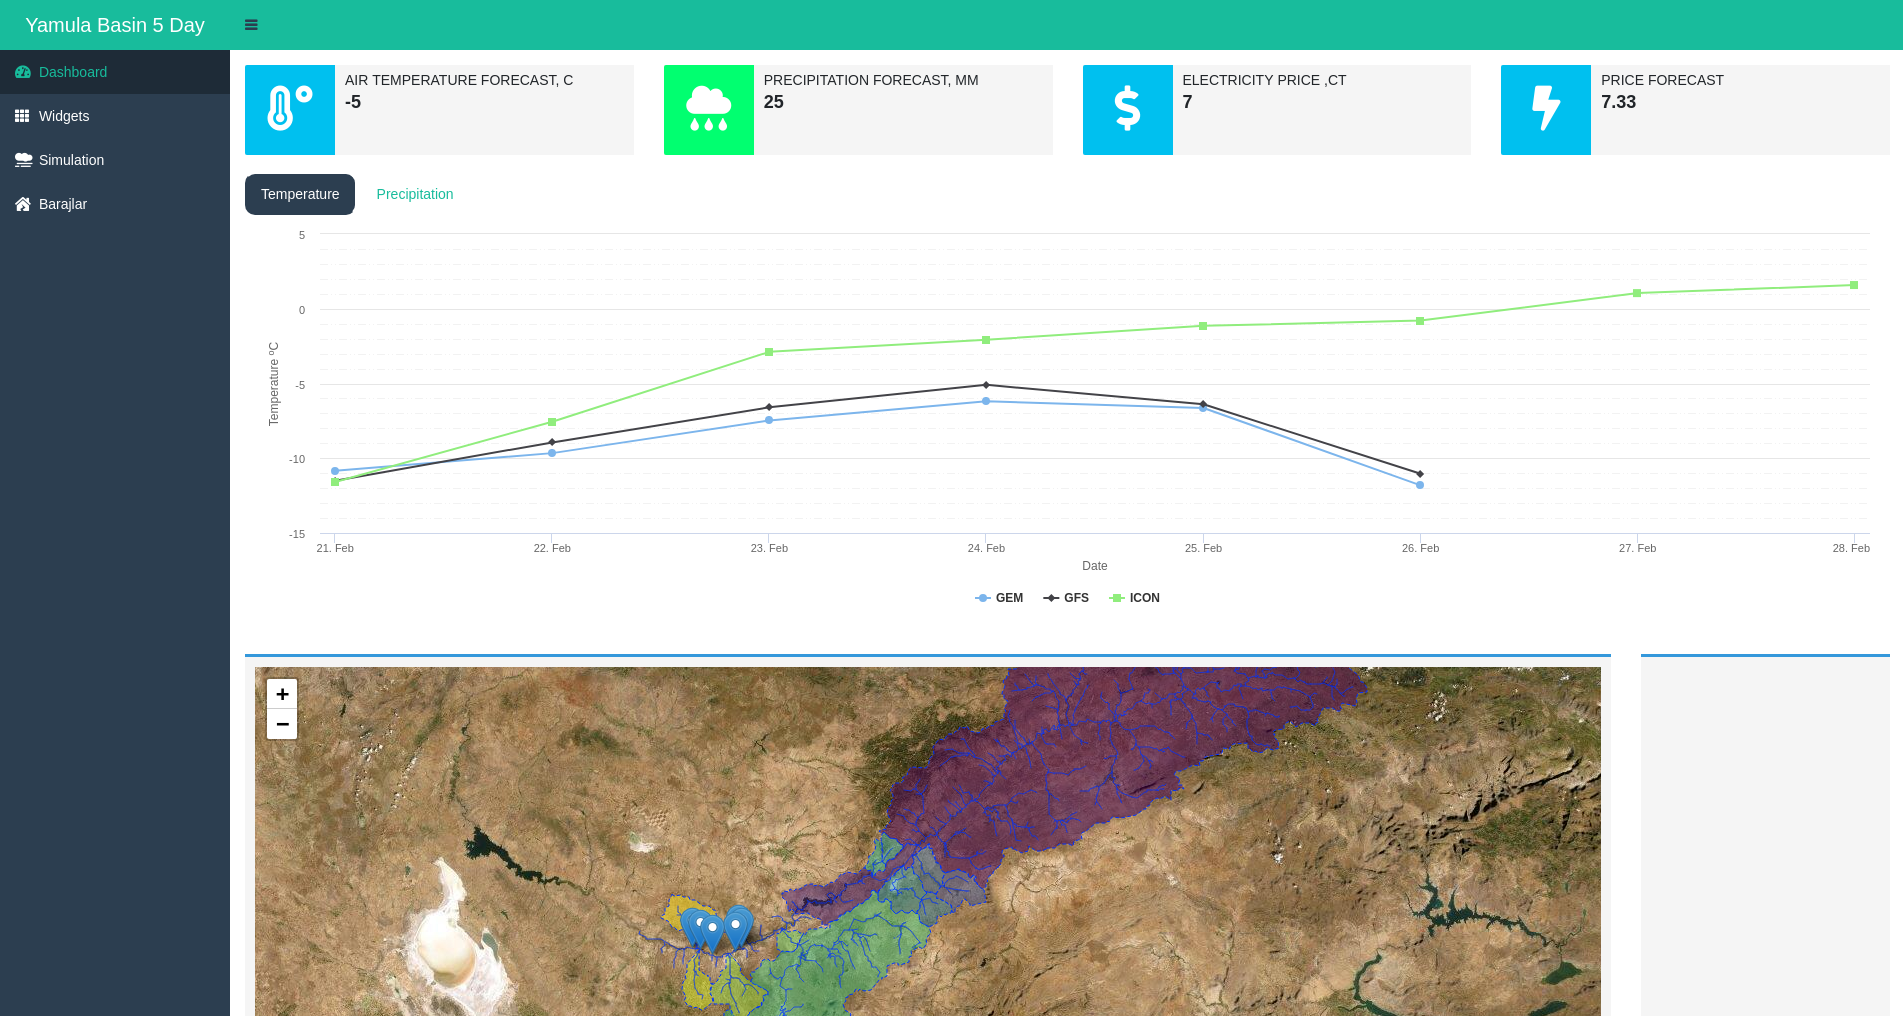 Yamula Basin 5 Day
Dashboard
Widgets
Simulation
Barajlar
AIR TEMPERATURE FORECAST, C
-5
PRECIPITATION FORECAST, MM
25
ELECTRICITY PRICE ,CT
7
PRICE FORECAST
7.33
Temperature
Precipitation
5
0
-5
-10
-15
Temperature ºC
21. Feb
22. Feb
23. Feb
24. Feb
25. Feb
26. Feb
27. Feb
28. Feb
Date
GEM
GFS
ICON
+
−